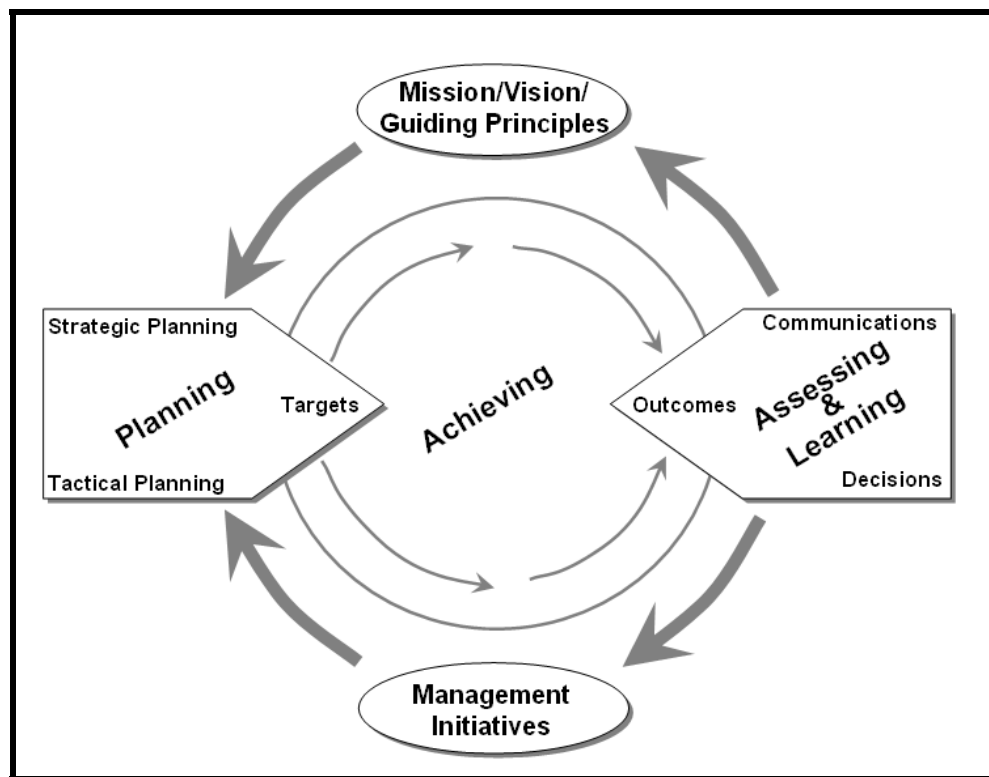 Mission/Vision/
Guiding Principles
Strategic Planning
Planning
Targets
Tactical Planning
Achieving
Communications
Outcomes
Assessing
&
Learning
Decisions
Management
Initiatives